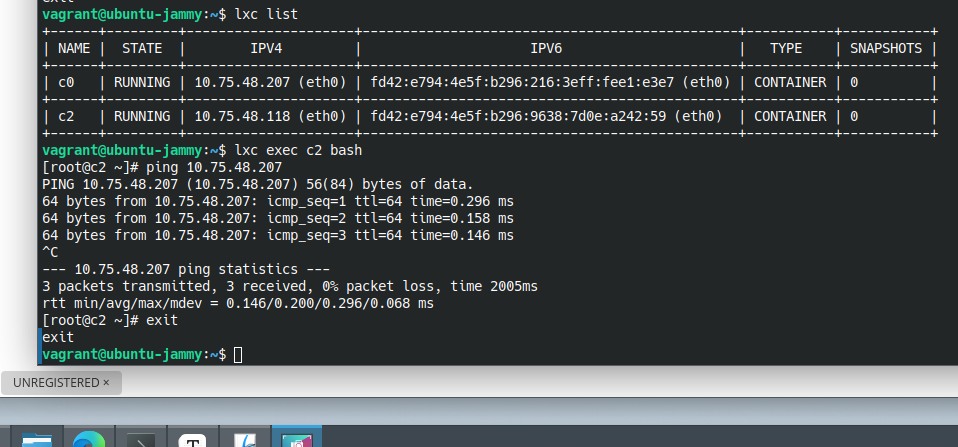 exit
vagrant@ubuntu-jammy:~$ lxc list
+------+---------+----------------------+-----------------------------------------------+-----------+-----------+
| NAME | STATE | IPV4 | IPV6 | TYPE | SNAPSHOTS |
+------+---------+----------------------+-----------------------------------------------+-----------+-----------+
| c0 | RUNNING | 10.75.48.207 (eth0) | fd42:e794:4e5f:b296:216:3eff:fee1:e3e7 (eth0) | CONTAINER | 0 |
+------+---------+----------------------+-----------------------------------------------+-----------+-----------+
| c2 | RUNNING | 10.75.48.118 (eth0) | fd42:e794:4e5f:b296:9638:7d0e:a242:59 (eth0) | CONTAINER | 0 |
+------+---------+----------------------+-----------------------------------------------+-----------+-----------+
vagrant@ubuntu-jammy:~$ lxc exec c2 bash
[root@c2 ~]# ping 10.75.48.207
PING 10.75.48.207 (10.75.48.207) 56(84) bytes of data.
64 bytes from 10.75.48.207: icmp_seq=1 ttl=64 time=0.296 ms
64 bytes from 10.75.48.207: icmp_seq=2 ttl=64 time=0.158 ms
64 bytes from 10.75.48.207: icmp_seq=3 ttl=64 time=0.146 ms
^C
--- 10.75.48.207 ping statistics ---
3 packets transmitted, 3 received, 0% packet loss, time 2005ms
rtt min/avg/max/mdev = 0.146/0.200/0.296/0.068 ms
[root@c2 ~]# exit
exit
vagrant@ubuntu-jammy:~$
UNREGISTERED ×
T